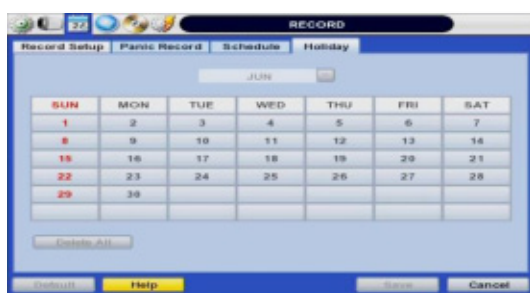 RECORD
Record Setup Panic Record Schedule Holiday
JUN
SUN MON TUE WED THU FRI SAT
1 2 3 4 5 6 7
8 9 10 11 12 13 14
15 16 17 18 19 20 21
22 23 24 25 26 27 28
29 30
Delete All
Default Help Save Cancel